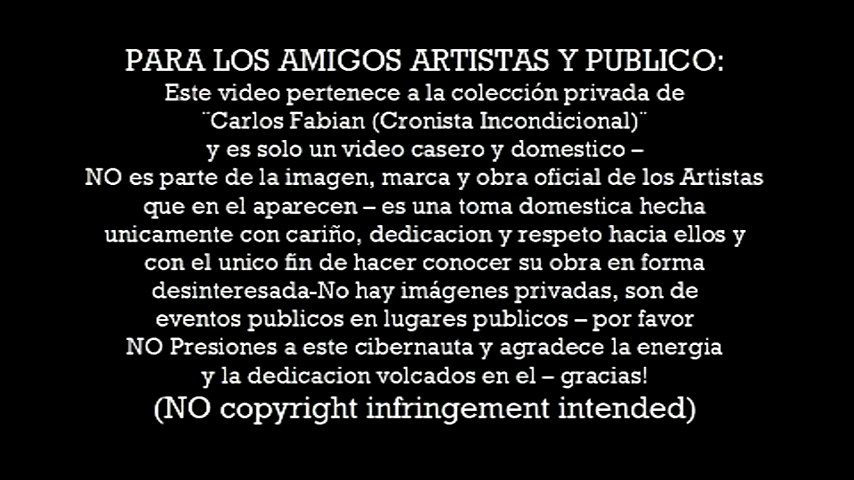 PARA LOS AMIGOS ARTISTAS Y PUBLICO:
Este video pertenece a la colección privada de
¨Carlos Fabian (Cronista Incondicional)¨
y es solo un video casero y domestico –
NO es parte de la imagen, marca y obra oficial de los Artistas
que en el aparecen – es una toma domestica hecha
unicamente con cariño, dedicacion y respeto hacia ellos y
con el unico fin de hacer conocer su obra en forma
desinteresada-No hay imágenes privadas, son de
eventos publicos en lugares publicos – por favor
NO Presiones a este cibernauta y agradece la energia
y la dedicacion volcados en el – gracias!
(NO copyright infringement intended)